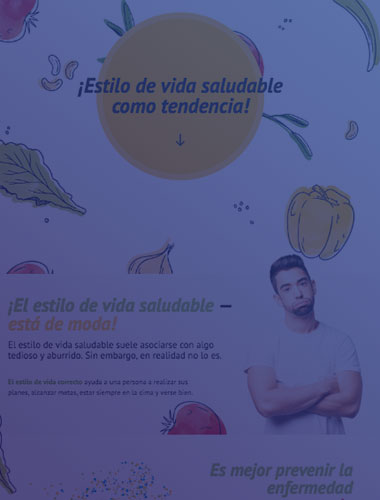 ¡Estilo de vida saludable
como tendencia!
¡El estilo de vida saludable –
está de moda!
El estilo de vida saludable suele asociarse con algo
tedioso y aburrido. Sin embargo, en realidad no lo es.
El estilo de vida correcto ayuda a una persona a realizar sus
planes, alcanzar metas, estar siempre en la cima y verse bien.
Es mejor prevenir la
enfermedad